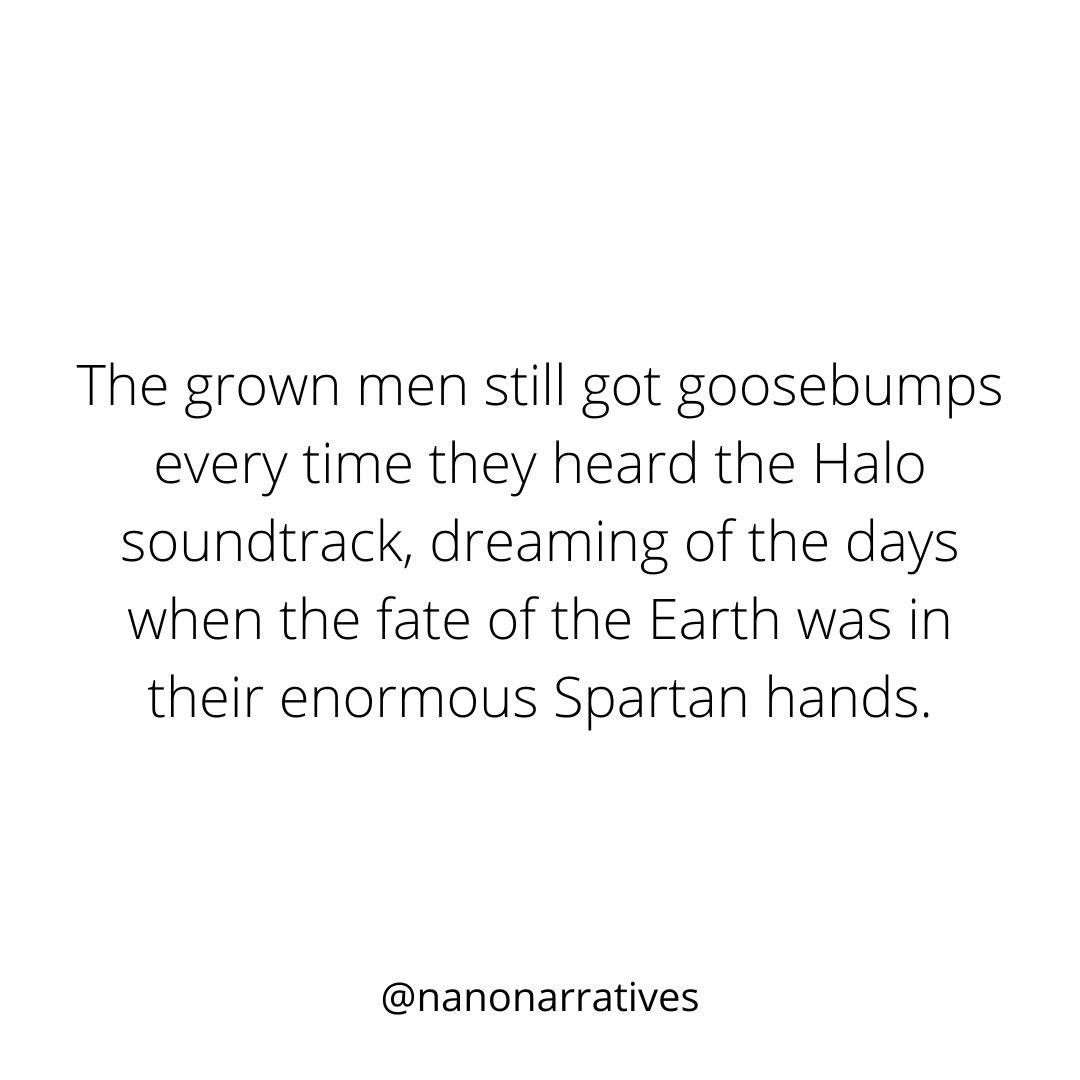 The grown men still got goosebumps
every time they heard the Halo
soundtrack, dreaming of the days
when the fate of the Earth was in
their enormous Spartan hands.
@nanonarratives